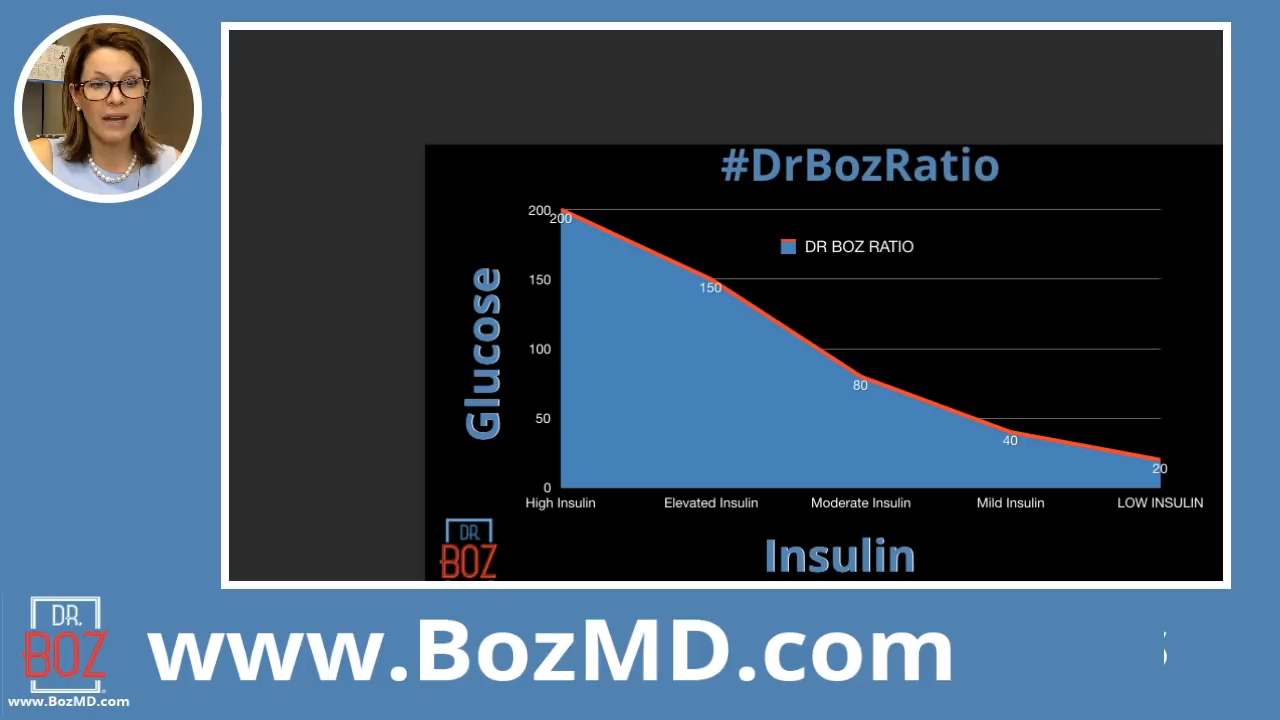 #DrBozRatio
200
200
DR BOZ RATIO
150
150
100
80
50
40
20
0
High Insulin
Elevated Insulin
Moderate Insulin
Mild Insulin
LOW INSULIN
Glucose
Insulin
DR.
BOZ
DR.
BOZ
www.BozMD.com
www.BozMD.com